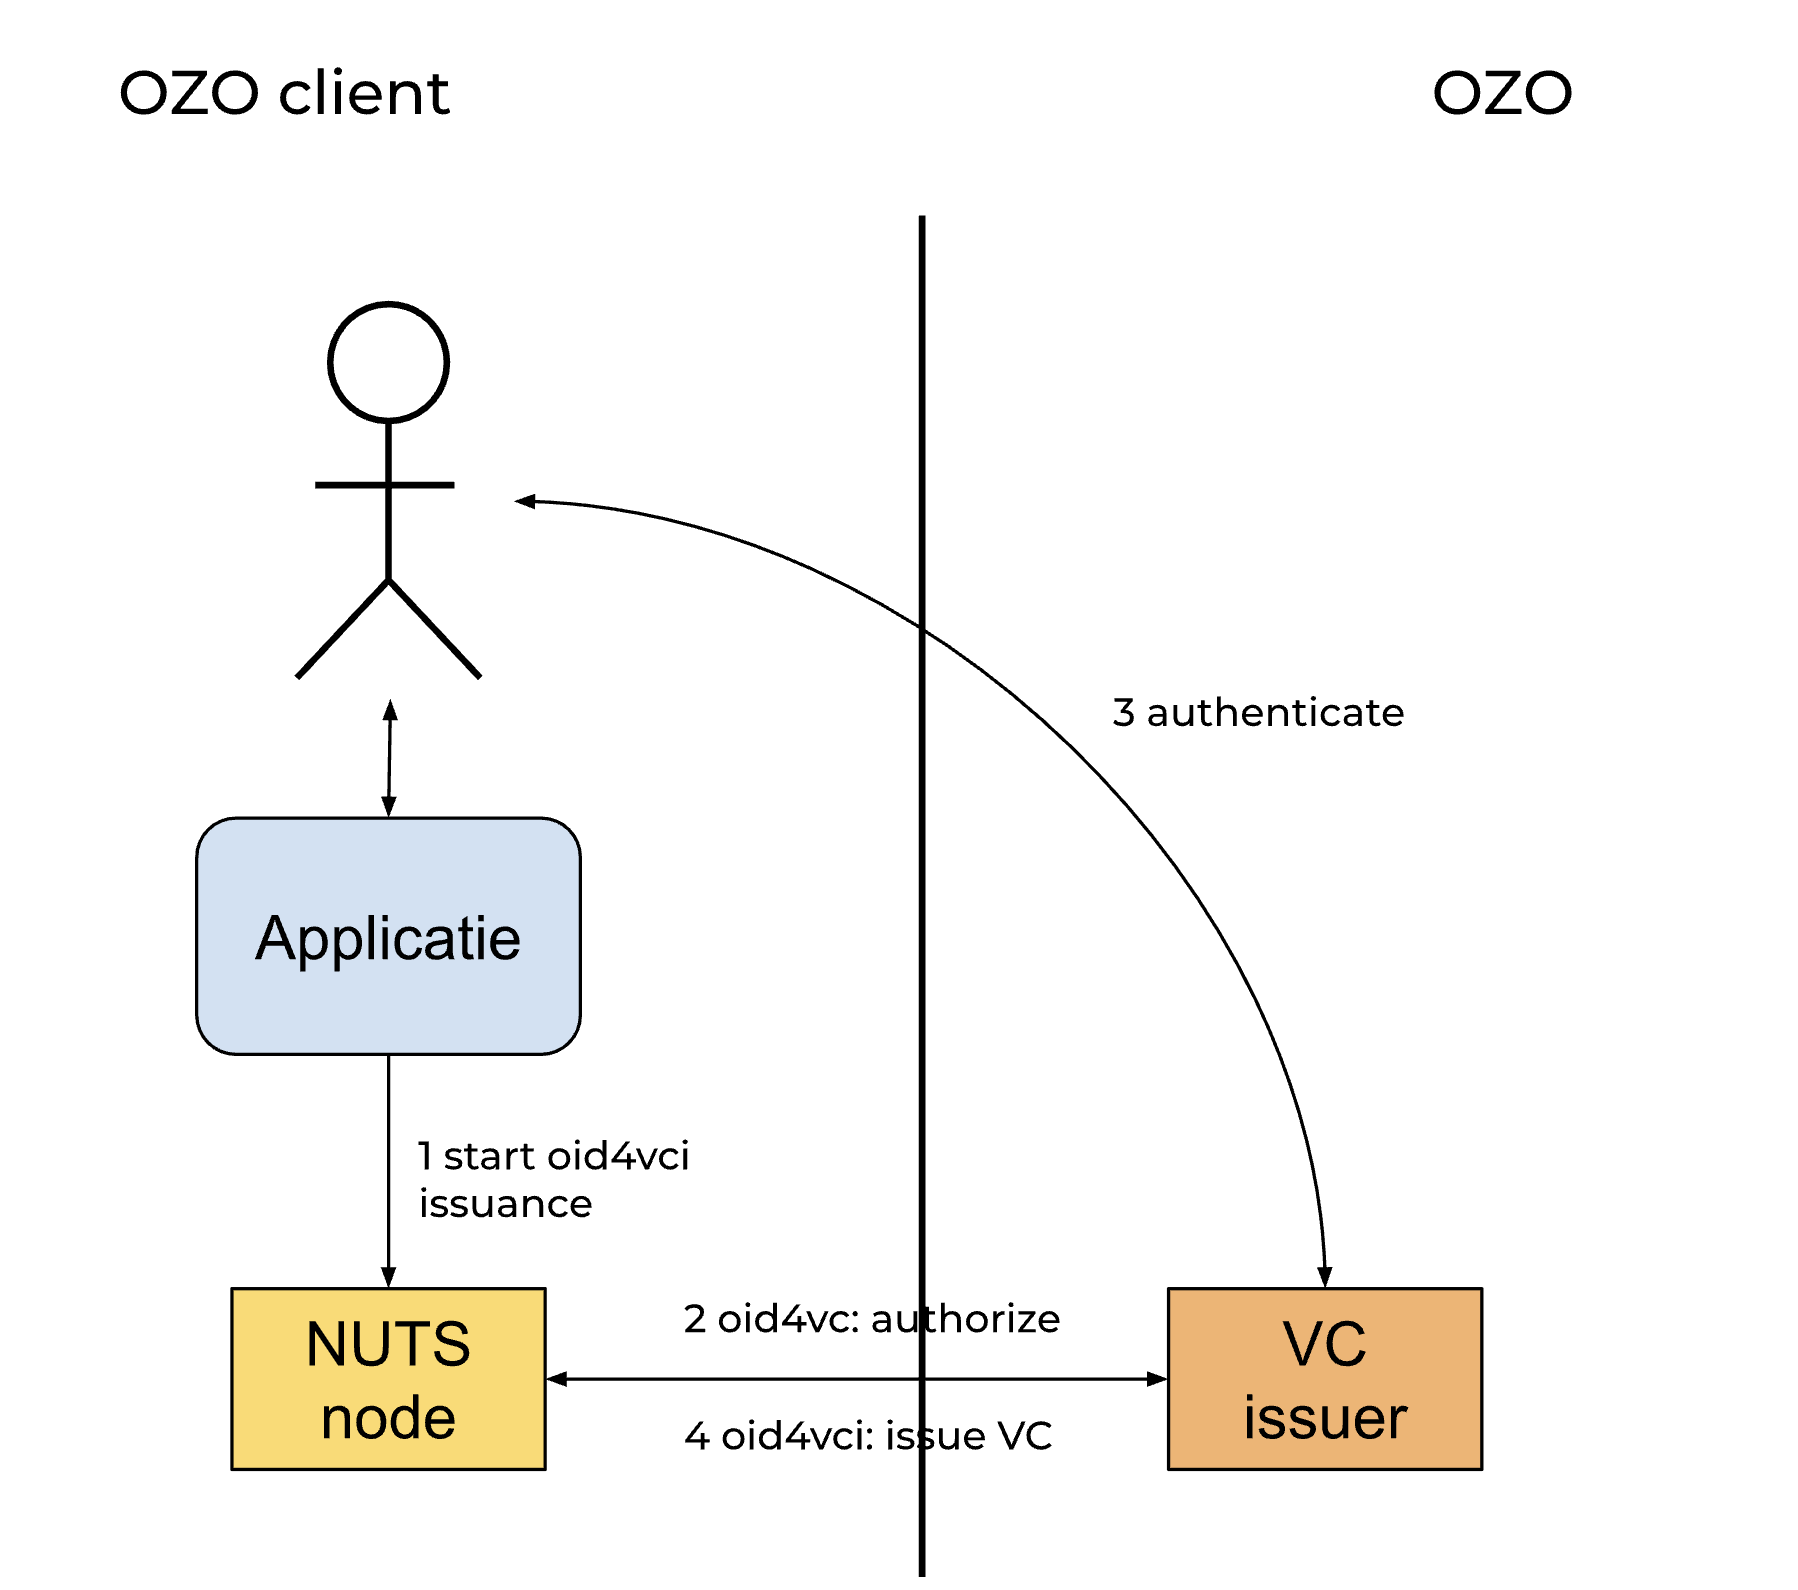 OZO client
OZO
3 authenticate
Applicatie
1 start oid4vci
issuance
2 oid4vc: authorize
NUTS
node
VC
issuer
4 oid4vci: issue VC